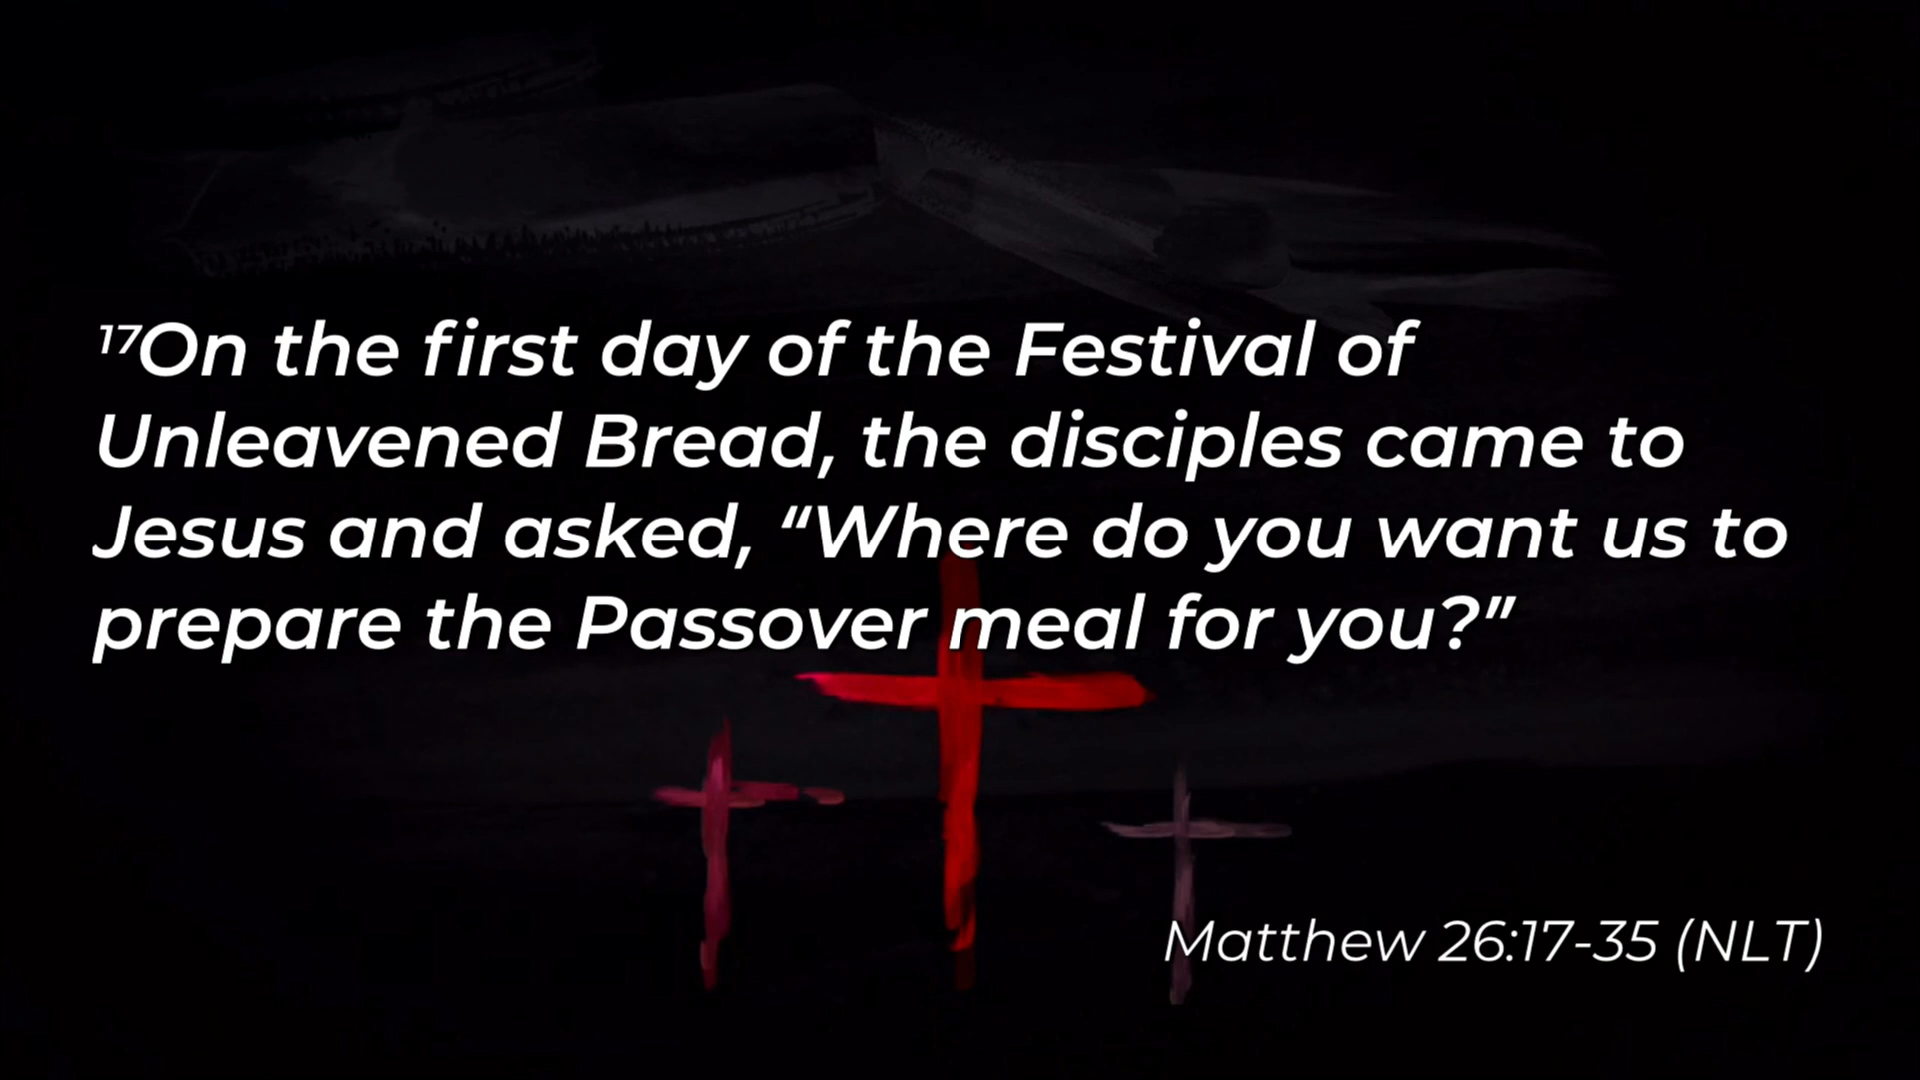 17On the first day of the Festival of
Unleavened Bread, the disciples came to
Jesus and asked, “Where do you want us to
prepare the Passover meal for you?”
Matthew 26:17-35 (NLT)